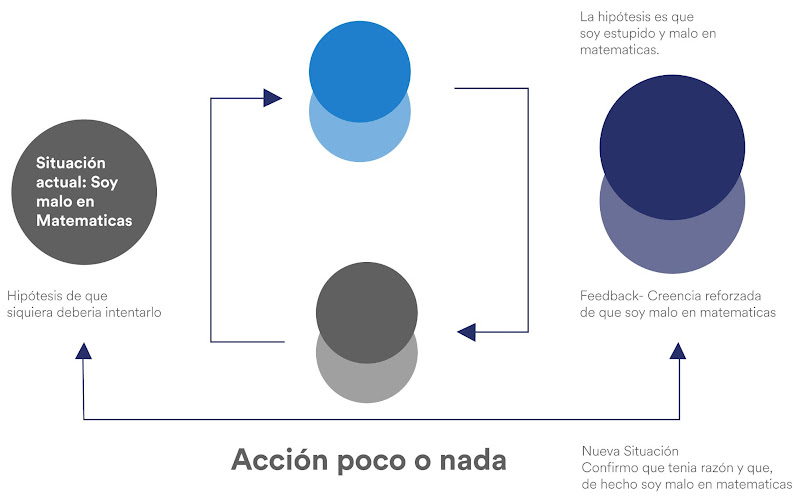 La hipótesis es que
soy estupido y malo en
matematicas.
Situación
actual: Soy
malo en
Matematicas
Hipótesis de que
siquiera deberia intentarlo
Feedback- Creencia reforzada
de que soy malo en matematicas
Acción poco o nada
Nueva Situación
Confirmo que tenia razón y que,
de hecho soy malo en matematicas